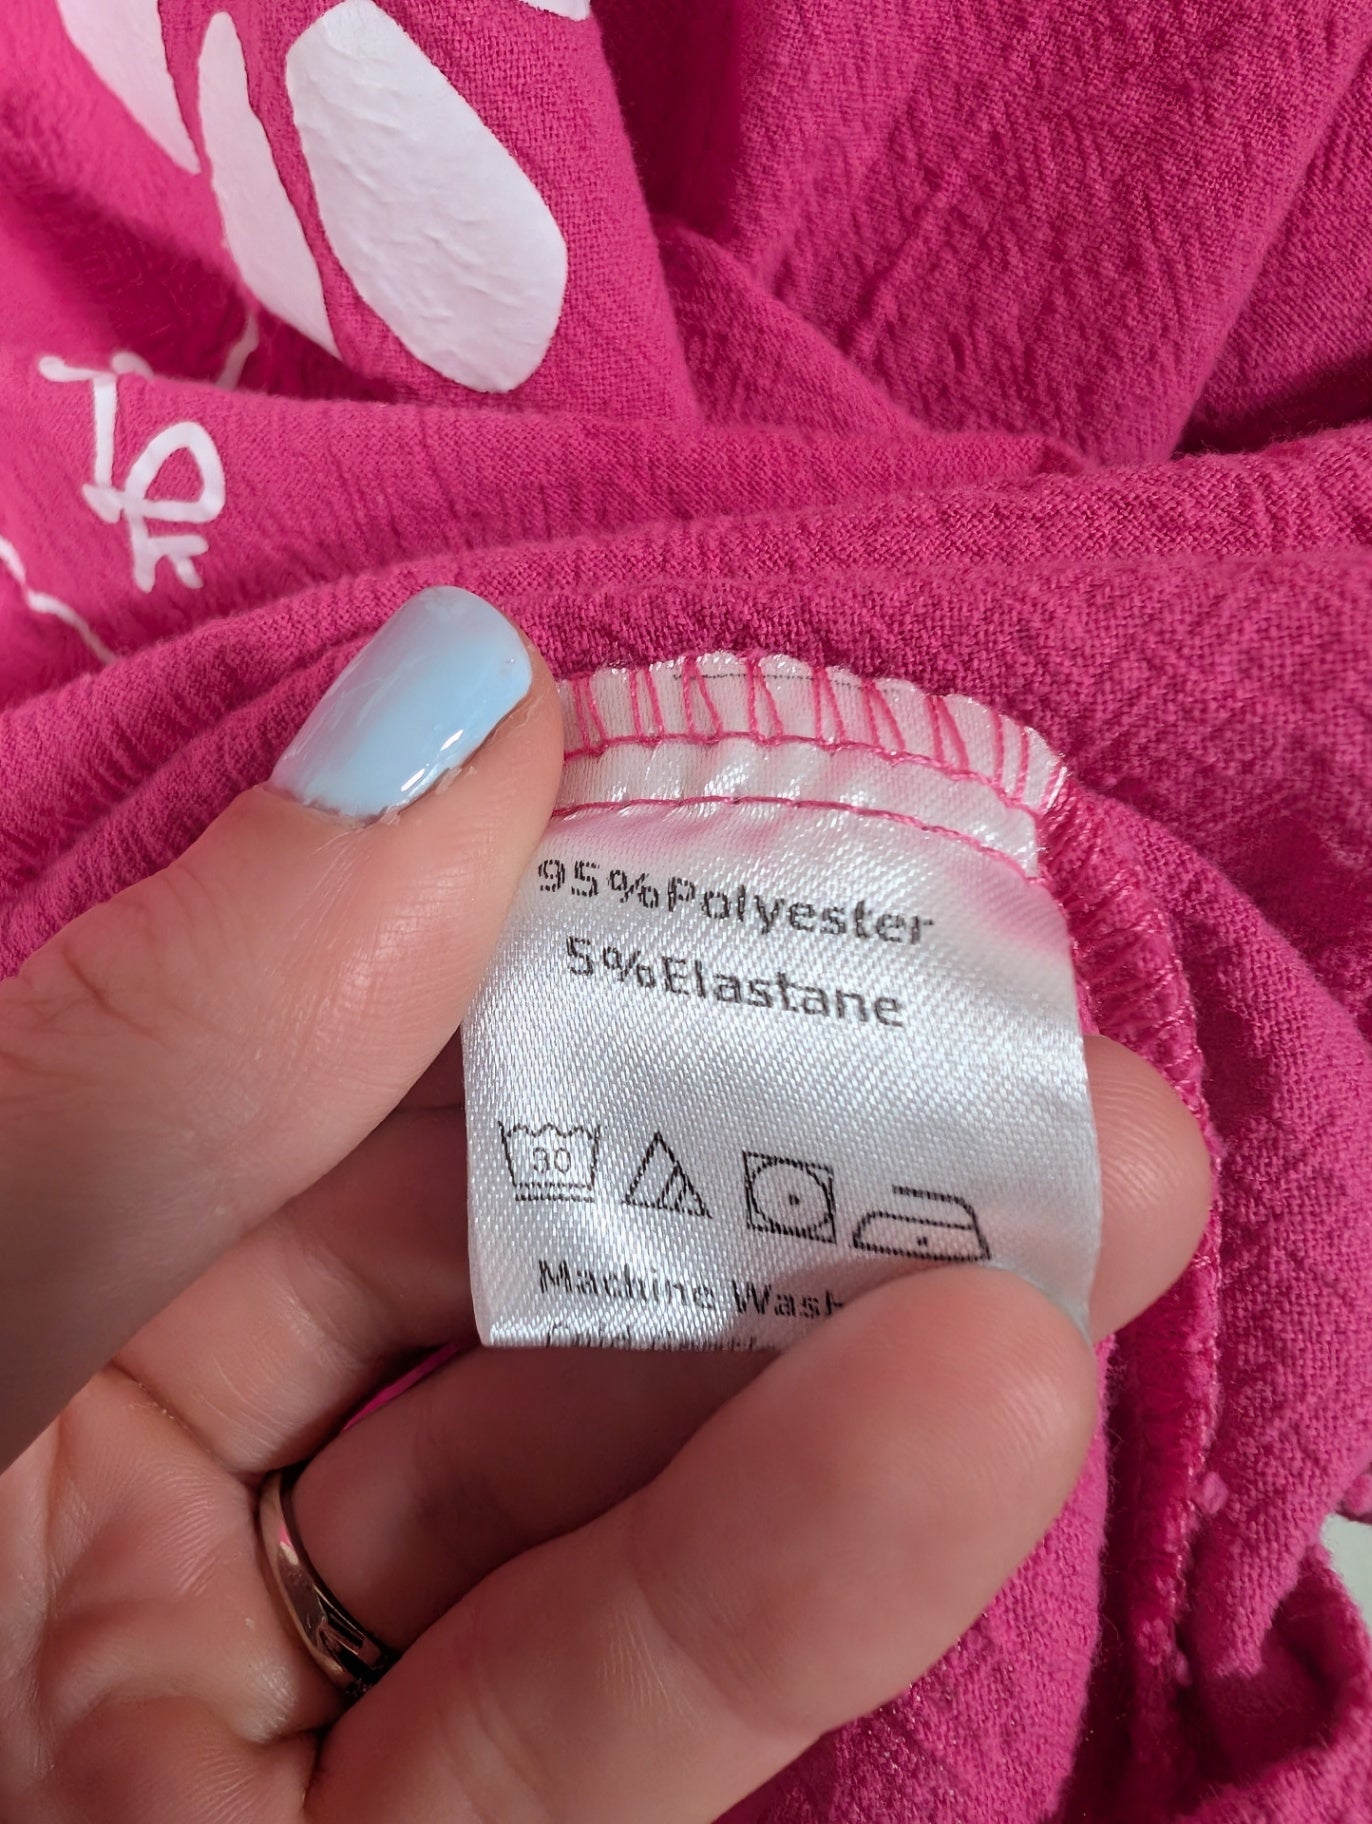 95%Polyester
5%Elastane
30
Machine Wash